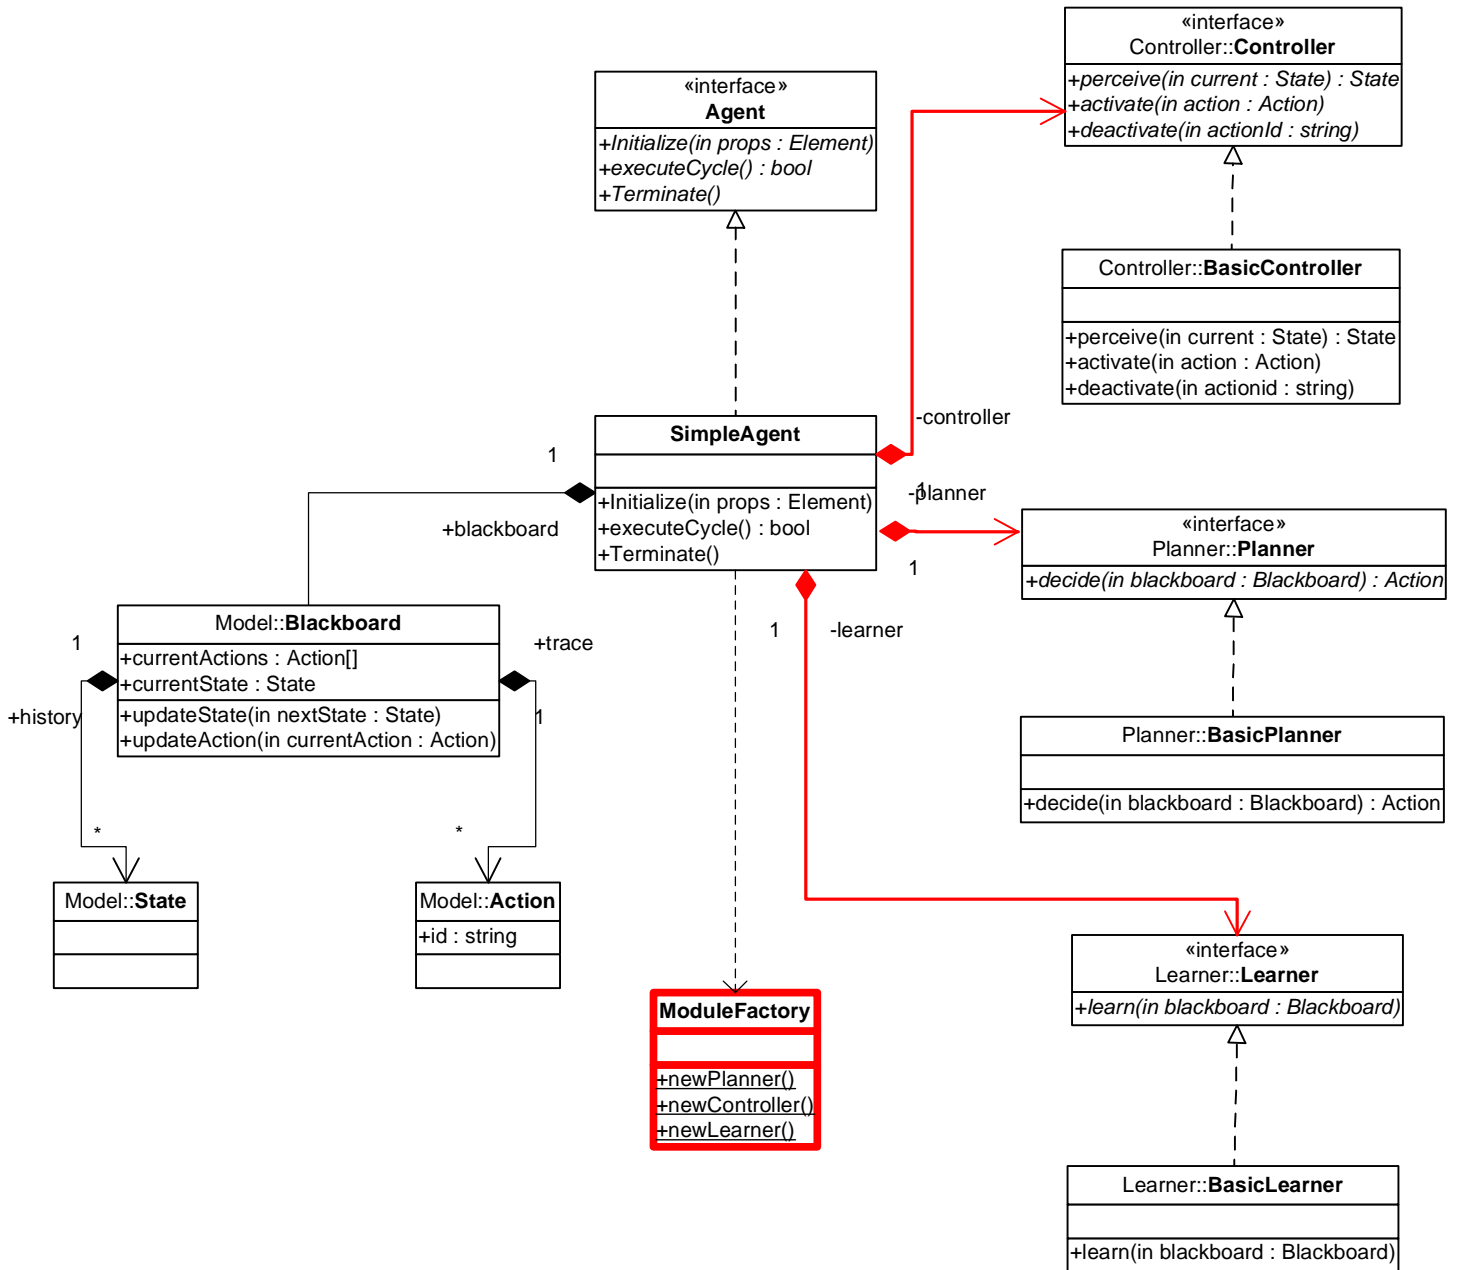 «interface»
Controller::Controller
+perceive(in current : State) : State
+activate(in action : Action)
+deactivate(in actionId : string)
«interface»
Agent
+Initialize(in props : Element)
+executeCycle() : bool
+Terminate()
Controller::BasicController
+perceive(in current : State) : State
+activate(in action : Action)
+deactivate(in actionid : string)
-controller
1
SimpleAgent
+Initialize(in props : Element)
+executeCycle() : bool
+Terminate()
1
+blackboard
-planner
1
«interface»
Planner::Planner
+decide(in blackboard : Blackboard) : Action
Model::Blackboard
+currentActions : Action[]
+currentState : State
+updateState(in nextState : State)
+updateAction(in currentAction : Action)
1
+history
*
+trace
1
*
1
-learner
Planner::BasicPlanner
+decide(in blackboard : Blackboard) : Action
Model::State
Model::Action
+id : string
«interface»
Learner::Learner
+learn(in blackboard : Blackboard)
ModuleFactory
+newPlanner()
+newController()
+newLearner()
Learner::BasicLearner
+learn(in blackboard : Blackboard)